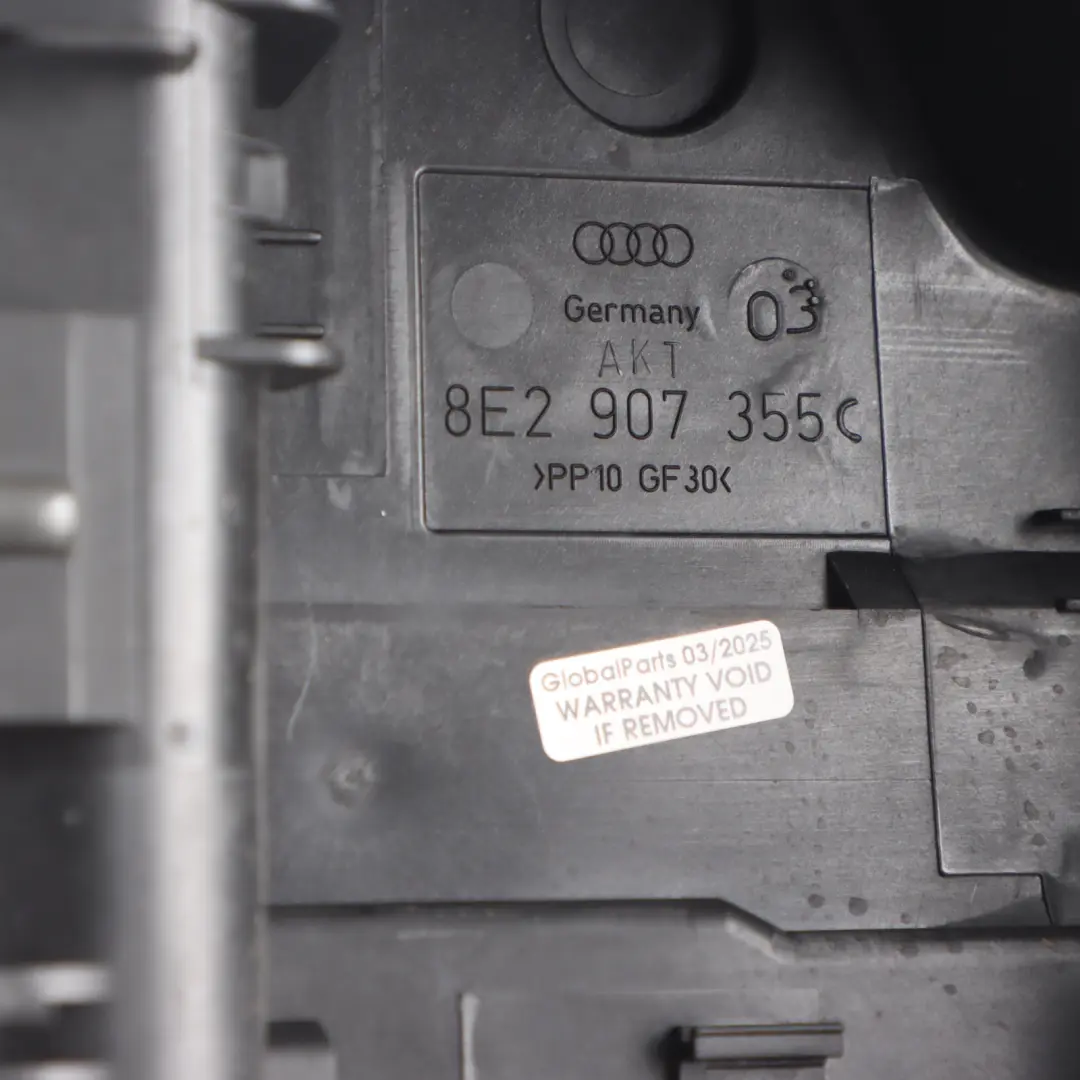 Germany
03
AKT
8E2 907 355C
>PP10 GF30<
GlobalParts 03/2025
WARRANTY VOID
IF REMOVED